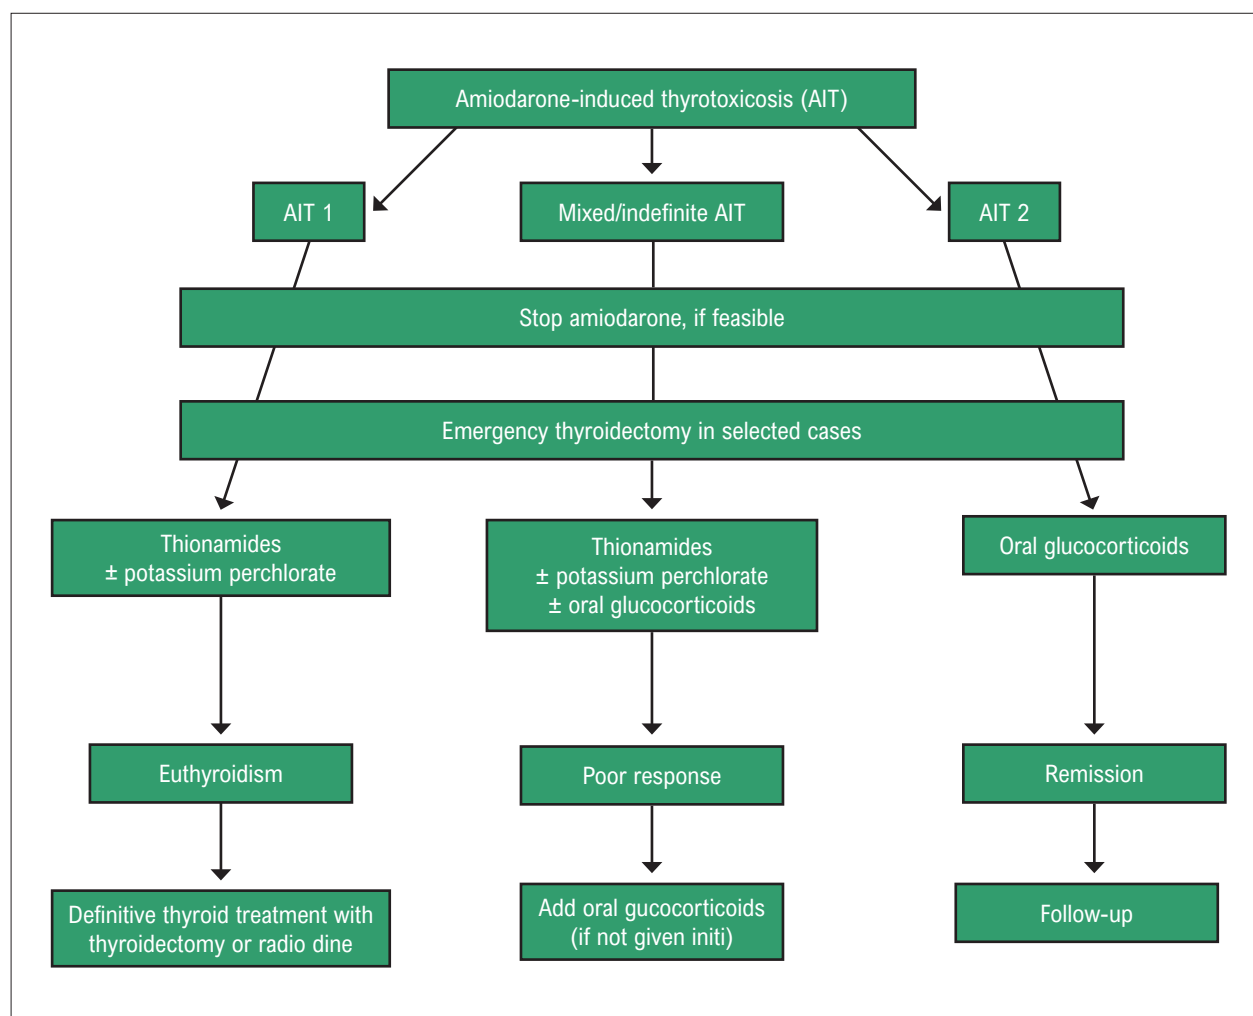 Amiodarone-induced thyrotoxicosis (AIT)
AIT 1
Mixed/indefinite AIT
AIT 2
Stop amiodarone, if feasible
Emergency thyroidectomy in selected cases
Thionamides
± potassium perchlorate
Thionamides
± potassium perchlorate
± oral glucocorticoids
Oral glucocorticoids
Euthyroidism
Poor response
Remission
Definitive thyroid treatment with
thyroidectomy or radio dine
Add oral gucocorticoids
(if not given initi)
Follow-up